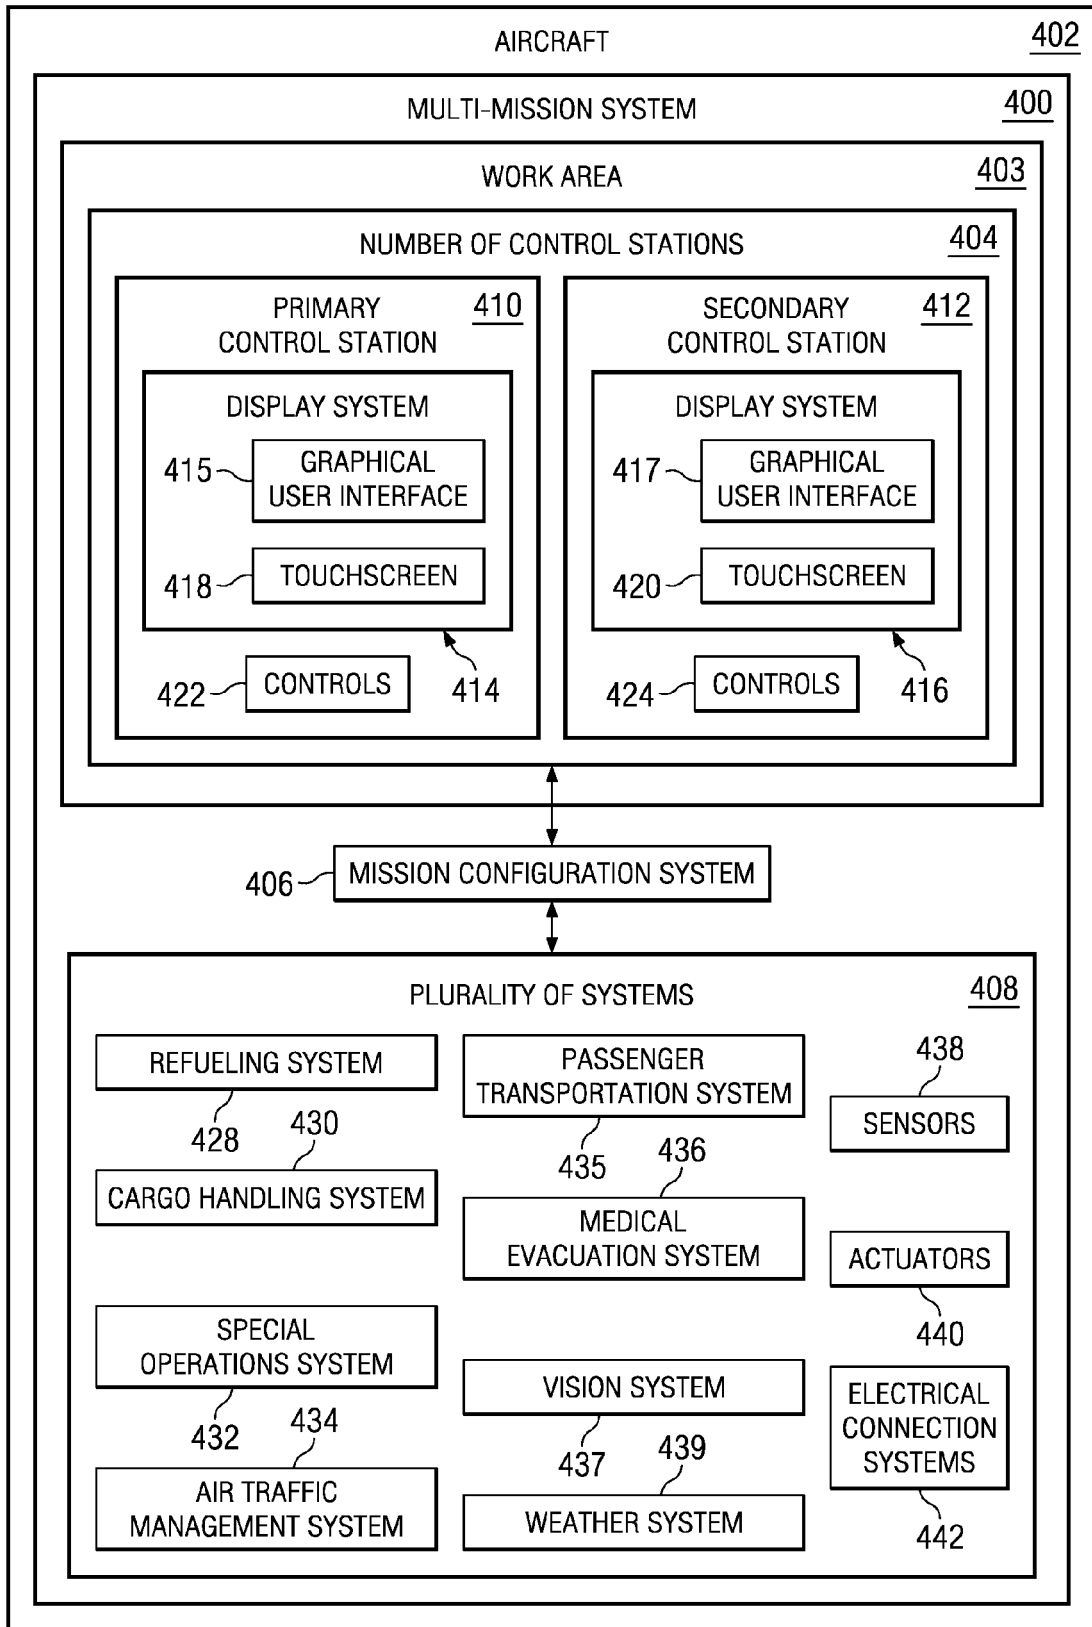 AIRCRAFT
402
MULTI-MISSION SYSTEM
400
WORK AREA
403
NUMBER OF CONTROL STATIONS
404
PRIMARY
CONTROL STATION
410
DISPLAY SYSTEM
415
GRAPHICAL
USER INTERFACE
418
TOUCHSCREEN
414
422
CONTROLS
SECONDARY
CONTROL STATION
412
DISPLAY SYSTEM
417
GRAPHICAL
USER INTERFACE
420
TOUCHSCREEN
416
424
CONTROLS
406
MISSION CONFIGURATION SYSTEM
PLURALITY OF SYSTEMS
408
REFUELING SYSTEM
428
430
CARGO HANDLING SYSTEM
SPECIAL
OPERATIONS SYSTEM
432
434
AIR TRAFFIC
MANAGEMENT SYSTEM
PASSENGER
TRANSPORTATION SYSTEM
435
436
MEDICAL
EVACUATION SYSTEM
VISION SYSTEM
437
439
WEATHER SYSTEM
438
SENSORS
ACTUATORS
440
ELECTRICAL
CONNECTION
SYSTEMS
442